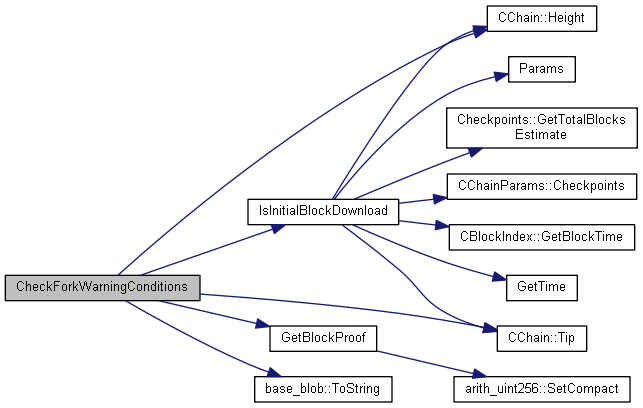 CChain::Height
Params
Checkpoints::GetTotalBlocks
Estimate
CChainParams::Checkpoints
IsInitialBlockDownload
CBlockIndex::GetBlockTime
CheckForkWarningConditions
GetTime
GetBlockProof
CChain::Tip
base_blob::ToString
arith_uint256::SetCompact